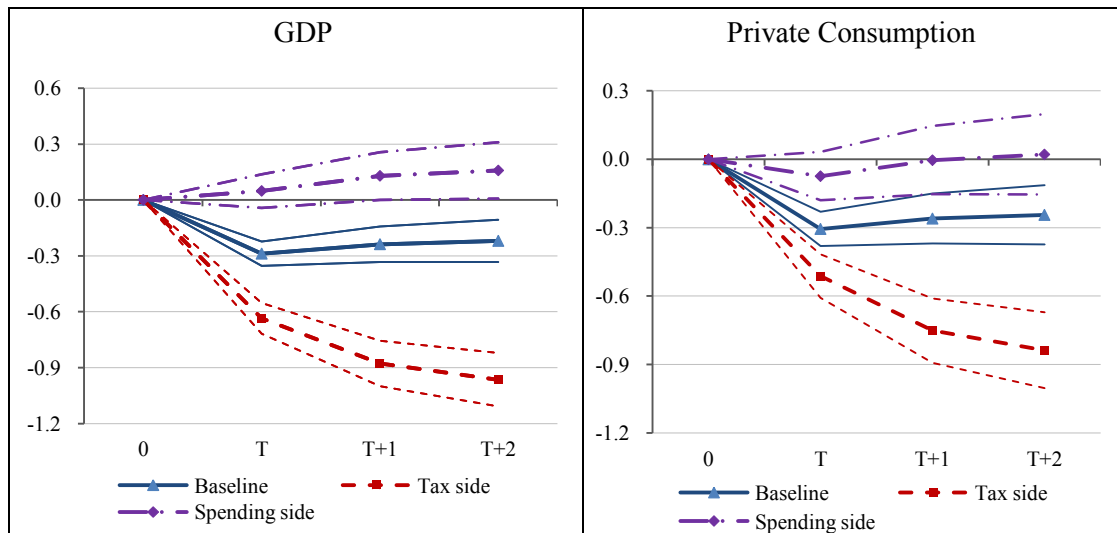 GDP
0.6
0.3
0.0
-0.3
-0.6
-0.9
-1.2
0 T T+1 T+2
Baseline Tax side
Spending side
Private Consumption
0.3
0.0
-0.3
-0.6
-0.9
-1.2
0 T T+1 T+2
Baseline Tax side
Spending side